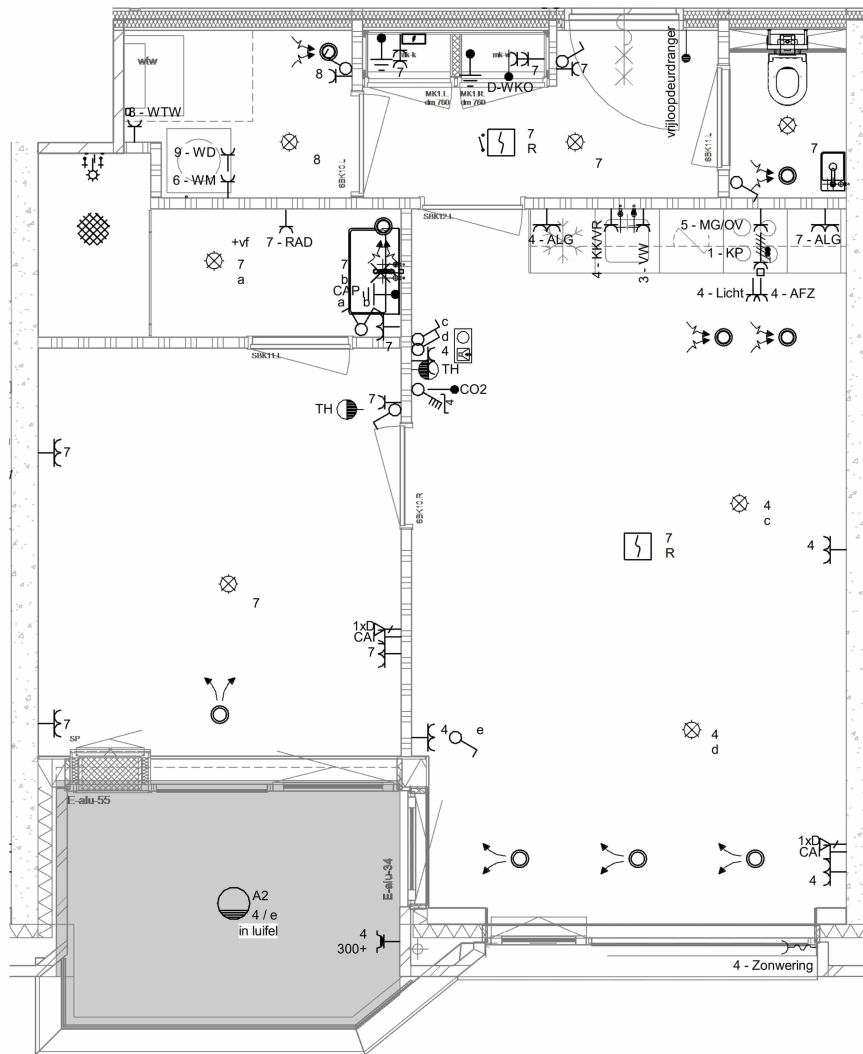 wtw
8
mk-k
7
mk-w
7
D-WKO
7
vrijloopdeurdranger
MK1.L.
dm 760
MK1.R.
dm 760
8 - WTW
9 - WD
6 - WM
8
6BK10.L
7
R
7
6BK11.L
7
SBK12.L
+vf
7
a
7 - RAD
7
b
CAP
a
b
7
4 - ALG
4 - KK/VR
3 - VW
5 - MG/OV
1 - KP
7 - ALG
4 - Licht
4 - AFZ
c
d
4
TH
SBK11.L
CO2
4
TH
7
6BK10.R
7
4
c
7
R
4
7
1xD
CAI
7
7
SP
4
e
4
d
E-alu-55
E-alu-34
A2
4 / e
in luifel
4
300+
1xD
CAI
4
4 - Zonwering